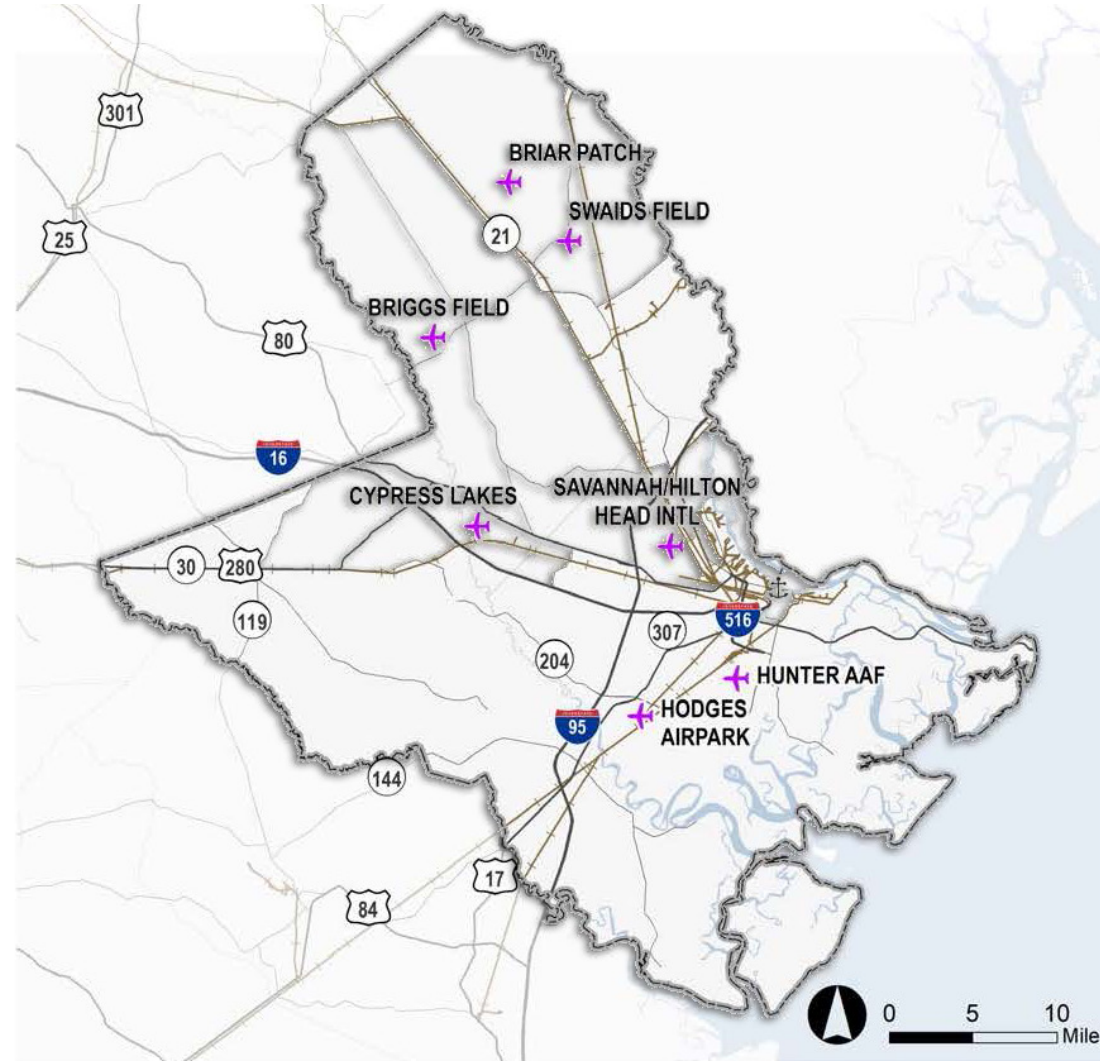 301
BRIAR PATCH
SWAIDS FIELD
21
25
BRIGGS FIELD
80
16
CYPRESS LAKES
SAVANNAH/HILTON
HEAD INTL
30
280
119
516
307
204
HUNTER AAF
HODGES
AIRPARK
95
144
17
84
0 5 10
Mile